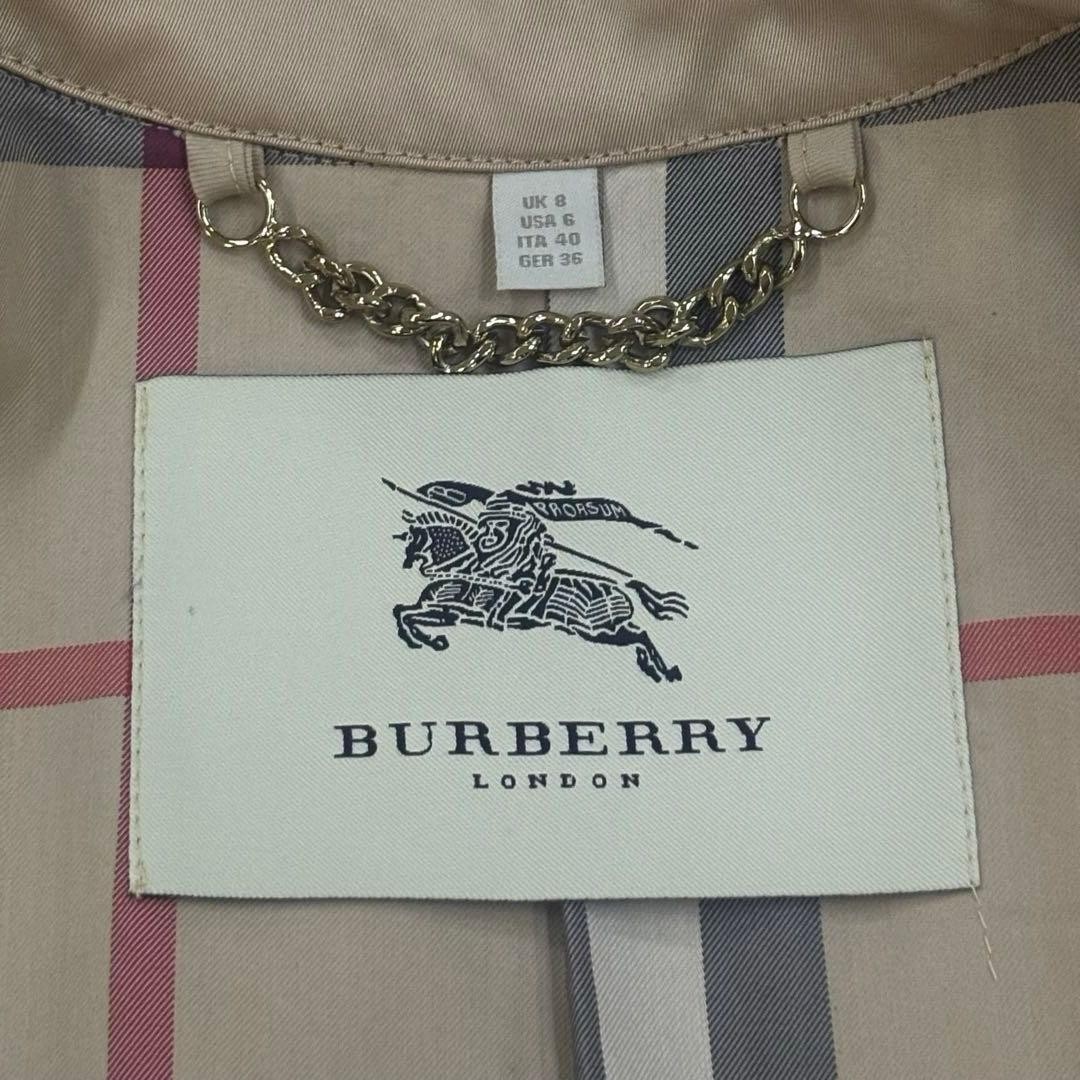 UK 8
USA 6
ITA 40
GER 36
PRORSUM
BURBERRY
LONDON